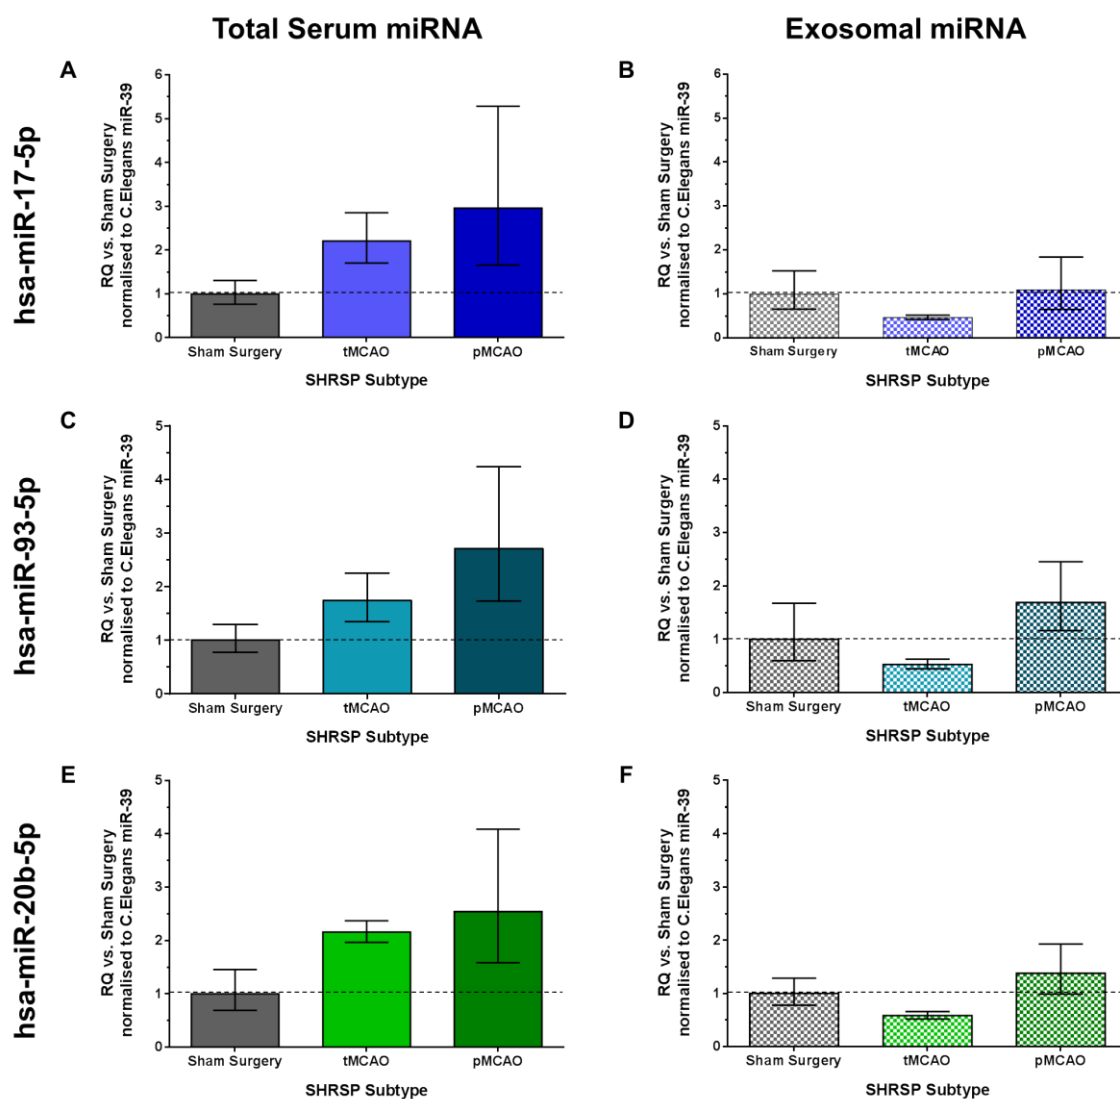 Total Serum miRNA
Exosomal miRNA
hsa-miR-17-5p
A
RQ vs. Sham Surgery
normalised to C.Elegans miR-39
6
5
4
3
2
1
0
Sham Surgery
tMCAO
pMCAO
SHRSP Subtype
B
RQ vs. Sham Surgery
normalised to C.Elegans miR-39
6
5
4
3
2
1
0
Sham Surgery
tMCAO
pMCAO
SHRSP Subtype
hsa-miR-93-5p
C
RQ vs. Sham Surgery
normalised to C.Elegans miR-39
5
4
3
2
1
0
Sham Surgery
tMCAO
pMCAO
SHRSP Subtype
D
RQ vs. Sham Surgery
normalised to C.Elegans miR-39
5
4
3
2
1
0
Sham Surgery
tMCAO
pMCAO
SHRSP Subtype
hsa-miR-20b-5p
E
RQ vs. Sham Surgery
normalised to C.Elegans miR-39
5
4
3
2
1
0
Sham Surgery
tMCAO
pMCAO
SHRSP Subtype
F
RQ vs. Sham Surgery
normalised to C.Elegans miR-39
5
4
3
2
1
0
Sham Surgery
tMCAO
pMCAO
SHRSP Subtype